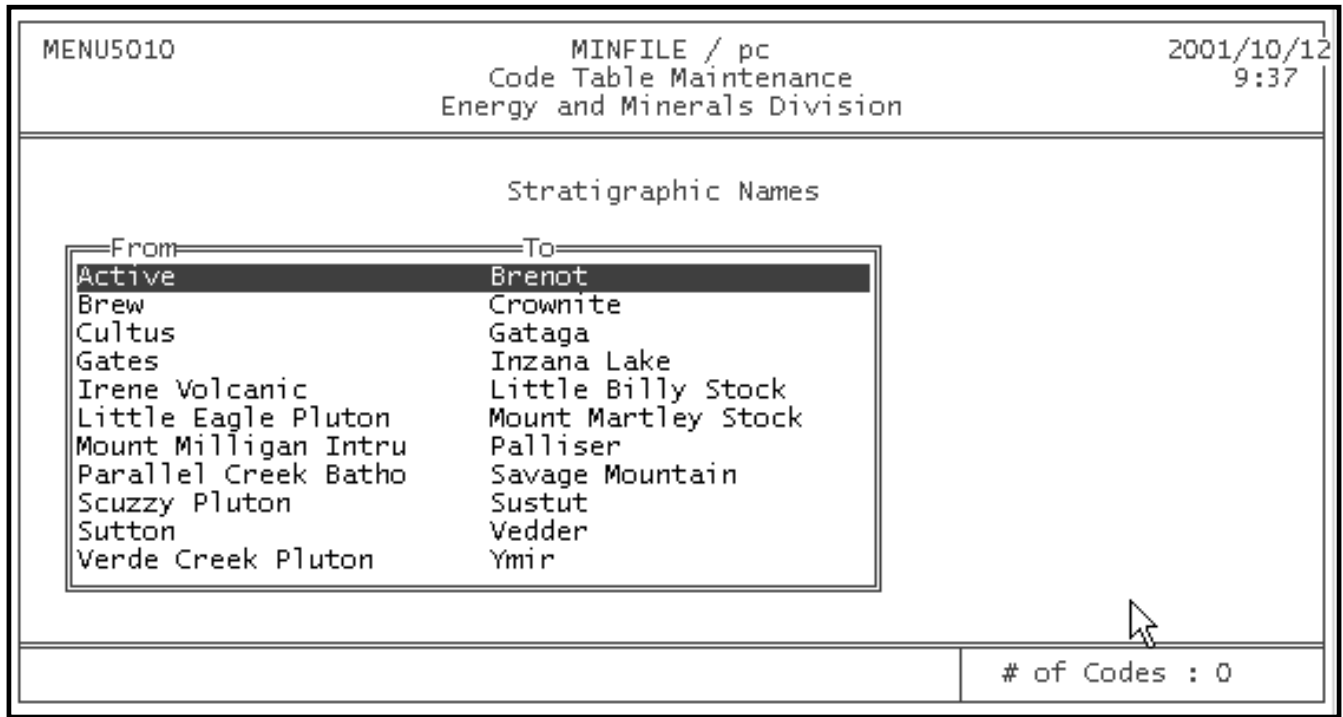 MENU5010 MINFILE / pc 2001/10/12
Code Table Maintenance 9:37
Energy and Minerals Division
Stratigraphic Names
From To
Active Brenot
Brew Crownite
Cultus Gataga
Gates Inzana Lake
Irene Volcanic Little Billy Stock
Little Eagle Pluton Mount Martley Stock
Mount Milligan Intru Palliser
Parallel Creek Batho Savage Mountain
Scuzzy Pluton Sustut
Sutton Vedder
Verde Creek Pluton Ymir
# of Codes : 0